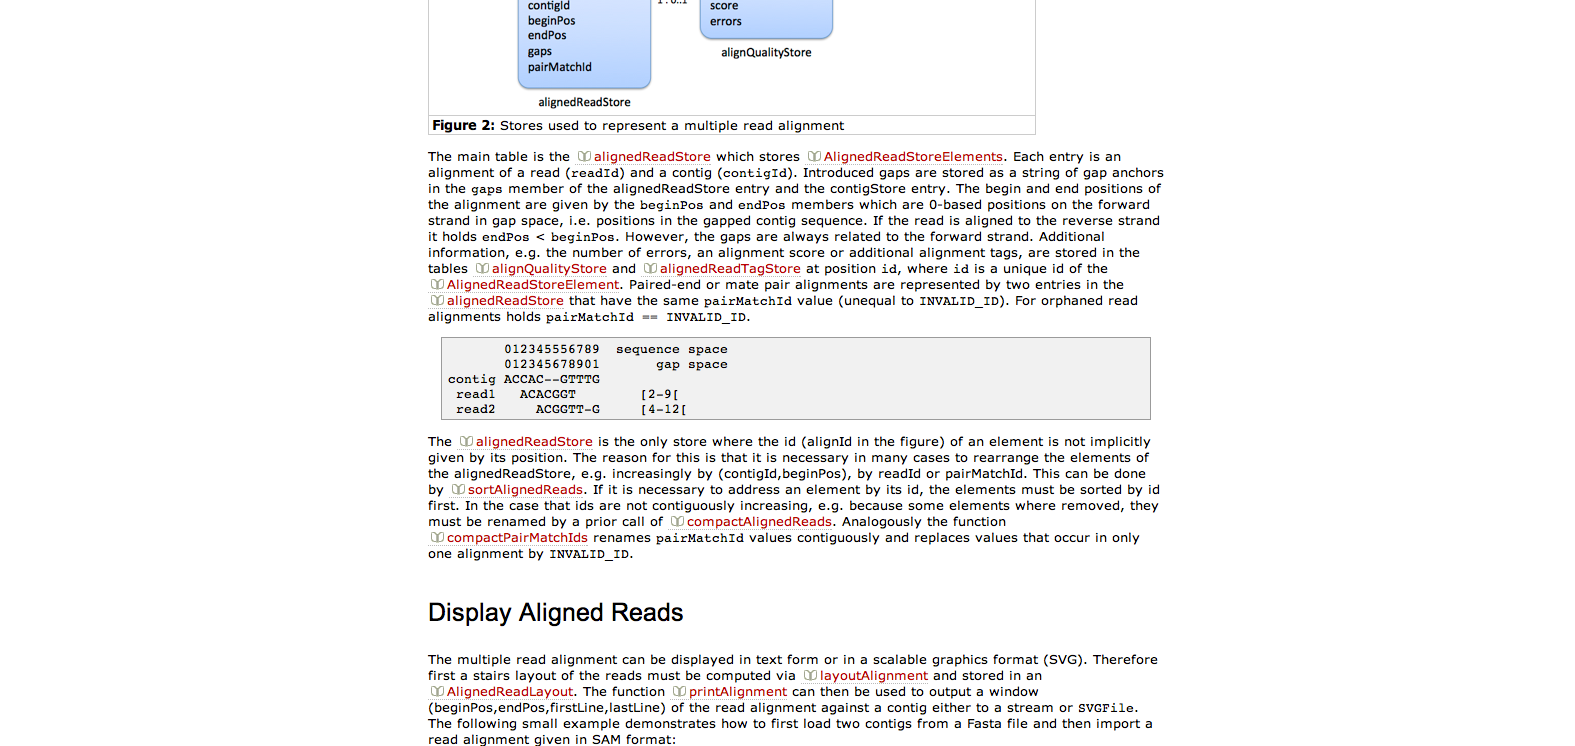 contigId
beginPos
endPos
gaps
pairMatchId
alignedReadStore
score
errors
alignQualityStore
Figure 2: Stores used to represent a multiple read alignment
The main table is the alignedReadStore which stores AlignedReadStoreElements. Each entry is an
alignment of a read (readId) and a contig (contigId). Introduced gaps are stored as a string of gap anchors
in the gaps member of the alignedReadStore entry and the contigStore entry. The begin and end positions of
the alignment are given by the beginPos and endPos members which are 0-based positions on the forward
strand in gap space, i.e. positions in the gapped contig sequence. If the read is aligned to the reverse strand
it holds endPos < beginPos. However, the gaps are always related to the forward strand. Additional
information, e.g. the number of errors, an alignment score or additional alignment tags, are stored in the
tables alignQualityStore and alignedReadTagStore at position id, where id is a unique id of the
AlignedReadStoreElement. Paired-end or mate pair alignments are represented by two entries in the
alignedReadStore that have the same pairMatchId value (unequal to INVALID_ID). For orphaned read
alignments holds pairMatchId == INVALID_ID.
012345556789 sequence space
012345678901 gap space
contig ACCAC--GTTTG
read1 ACACGGT [2-9[
read2 ACGGTT-G [4-12[
The alignedReadStore is the only store where the id (alignId in the figure) of an element is not implicitly
given by its position. The reason for this is that it is necessary in many cases to rearrange the elements of
the alignedReadStore, e.g. increasingly by (contigId,beginPos), by readId or pairMatchId. This can be done
by sortAlignedReads. If it is necessary to address an element by its id, the elements must be sorted by id
first. In the case that ids are not contiguously increasing, e.g. because some elements where removed, they
must be renamed by a prior call of compactAlignedReads. Analogously the function
compactPairMatchIds renames pairMatchId values contiguously and replaces values that occur in only
one alignment by INVALID_ID.
Display Aligned Reads
The multiple read alignment can be displayed in text form or in a scalable graphics format (SVG). Therefore
first a stairs layout of the reads must be computed via layoutAlignment and stored in an
AlignedReadLayout. The function printAlignment can then be used to output a window
(beginPos,endPos,firstLine,lastLine) of the read alignment against a contig either to a stream or SVGFile.
The following small example demonstrates how to first load two contigs from a Fasta file and then import a
read alignment given in SAM format: